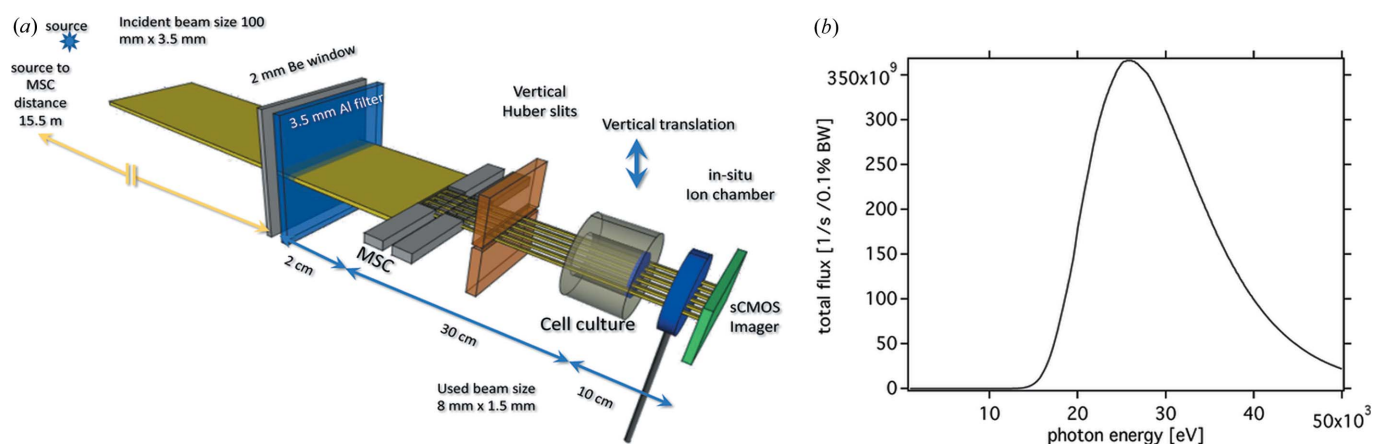 (a)
source
Incident beam size 100
mm x 3.5 mm
source to
MSC
distance
15.5 m
2 mm Be window
3.5 mm Al filter
Vertical
Huber slits
Vertical translation
in-situ
Ion chamber
MSC
2 cm
30 cm
10 cm
Cell culture
sCMOS
Imager
Used beam size
8 mm x 1.5 mm
(b)
total flux [1/s /0.1% BW]
350x10⁹
300
250
200
150
100
50
0
10
20
30
40
50x10³
photon energy [eV]